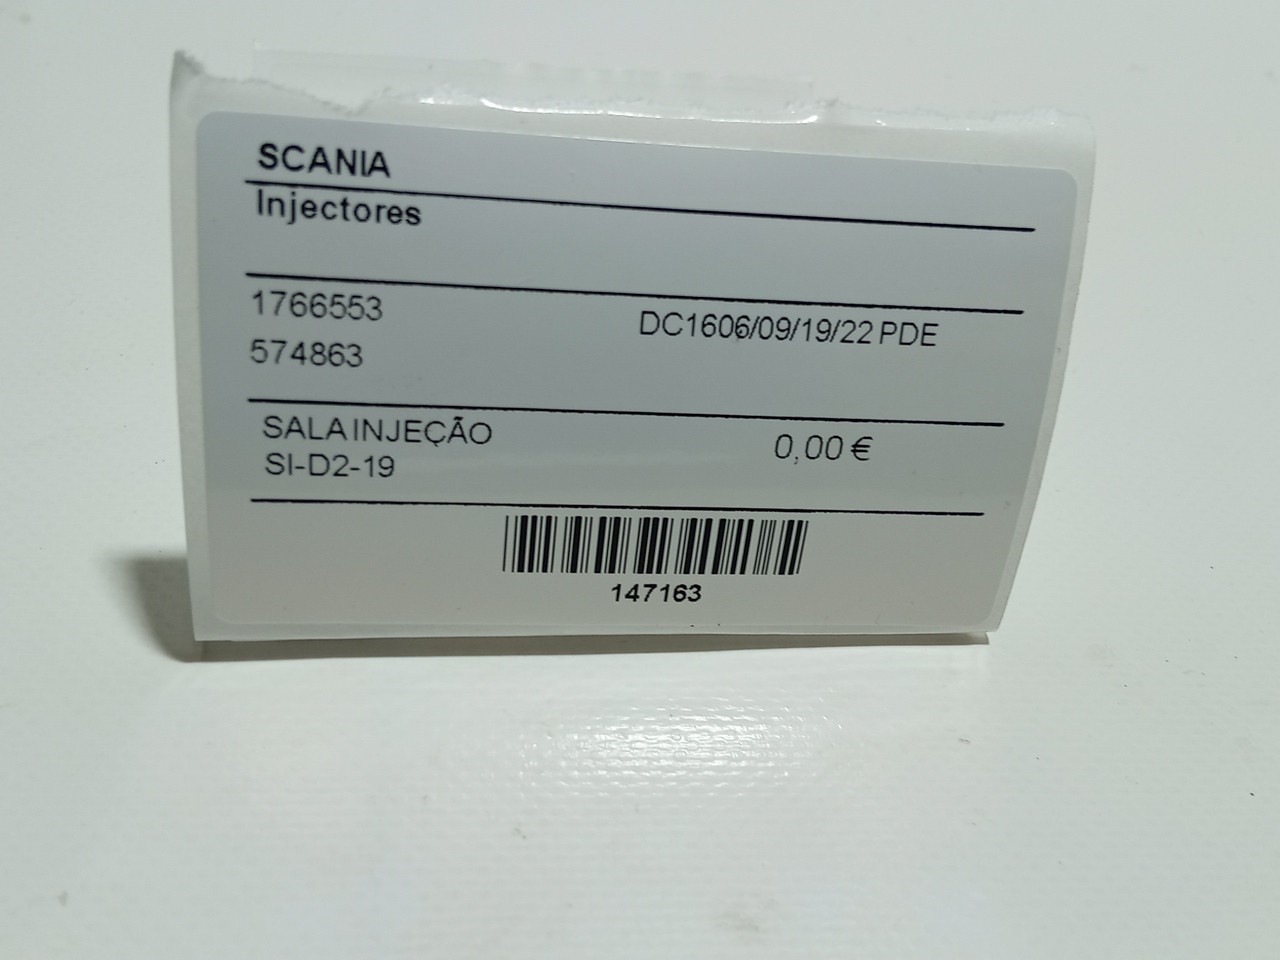 SCANIA
Injectores
1766553
DC1606/09/19/22 PDE
574863
SALA INJEÇÃO
0,00 €
SI-D2-19
147163